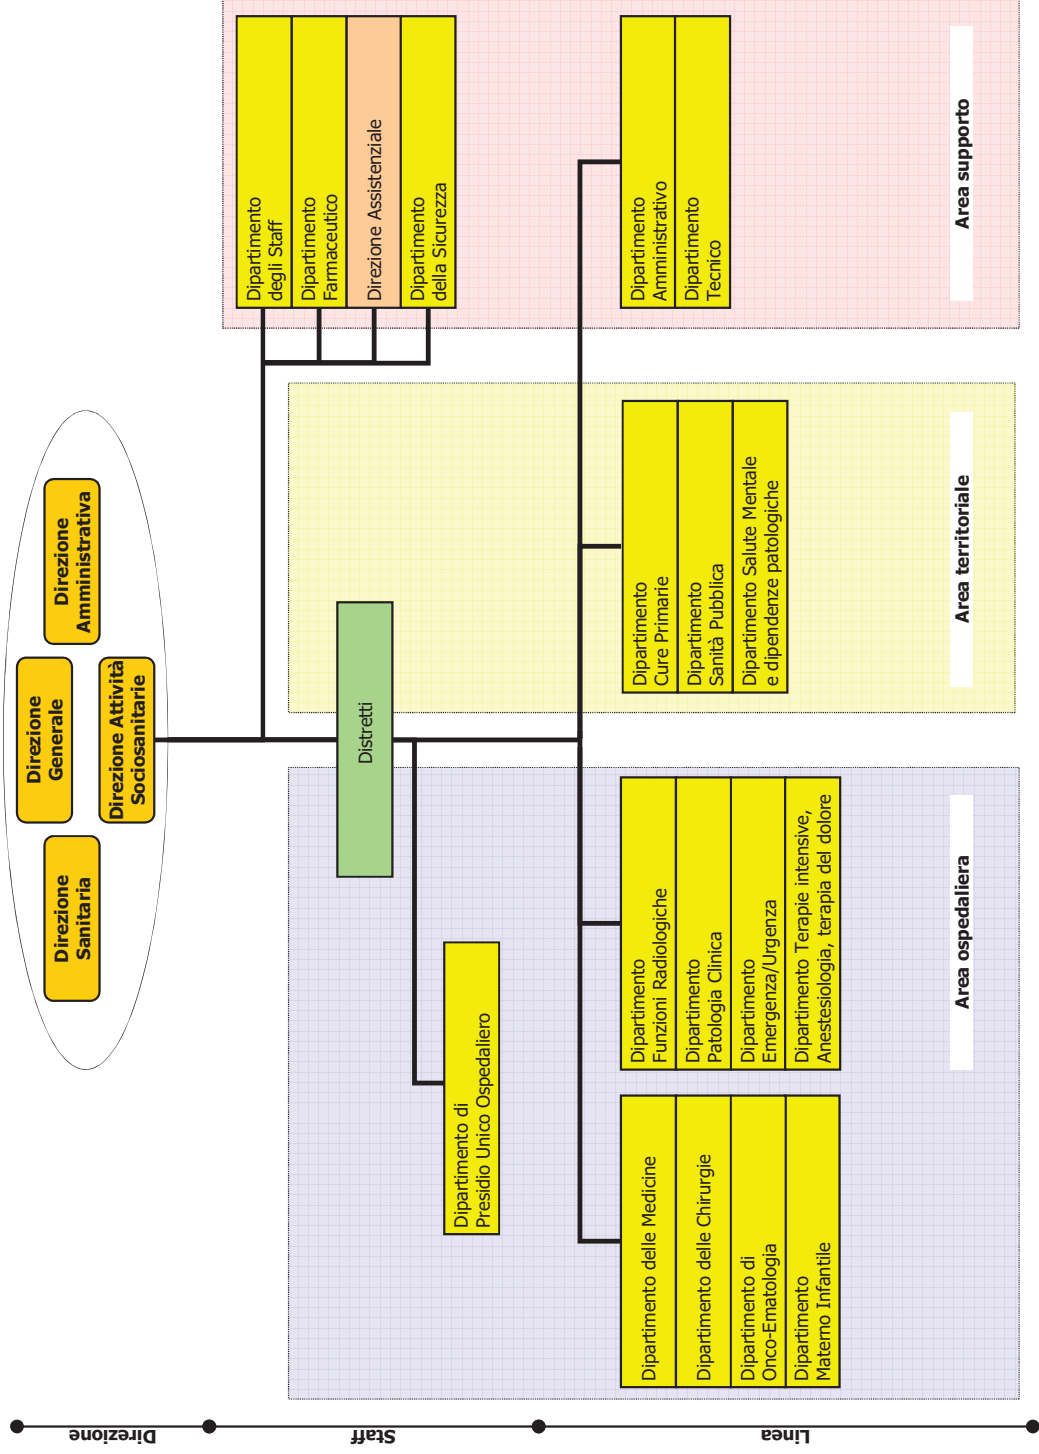 Direzione
Generale
Direzione
Sanitaria
Direzione
Amministrativa
Direzione Attività
Sociosanitarie
Dipartimento
degli Staff
Dipartimento
Farmaceutico
Direzione Assistenziale
Dipartimento
della Sicurezza
Distretti
Dipartimento di
Presidio Unico Ospedaliero
Dipartimento delle Medicine
Dipartimento delle Chirurgie
Dipartimento di
Onco-Ematologia
Dipartimento
Materno Infantile
Dipartimento
Funzioni Radiologiche
Dipartimento
Patologia Clinica
Dipartimento
Emergenza/Urgenza
Dipartimento Terapie intensive,
Anestesiologia, terapia del dolore
Dipartimento
Cure Primarie
Dipartimento
Sanità Pubblica
Dipartimento Salute Mentale
e dipendenze patologiche
Dipartimento
Amministrativo
Dipartimento
Tecnico
Area ospedaliera
Area territoriale
Area supporto
Direzione
Staff
Linea